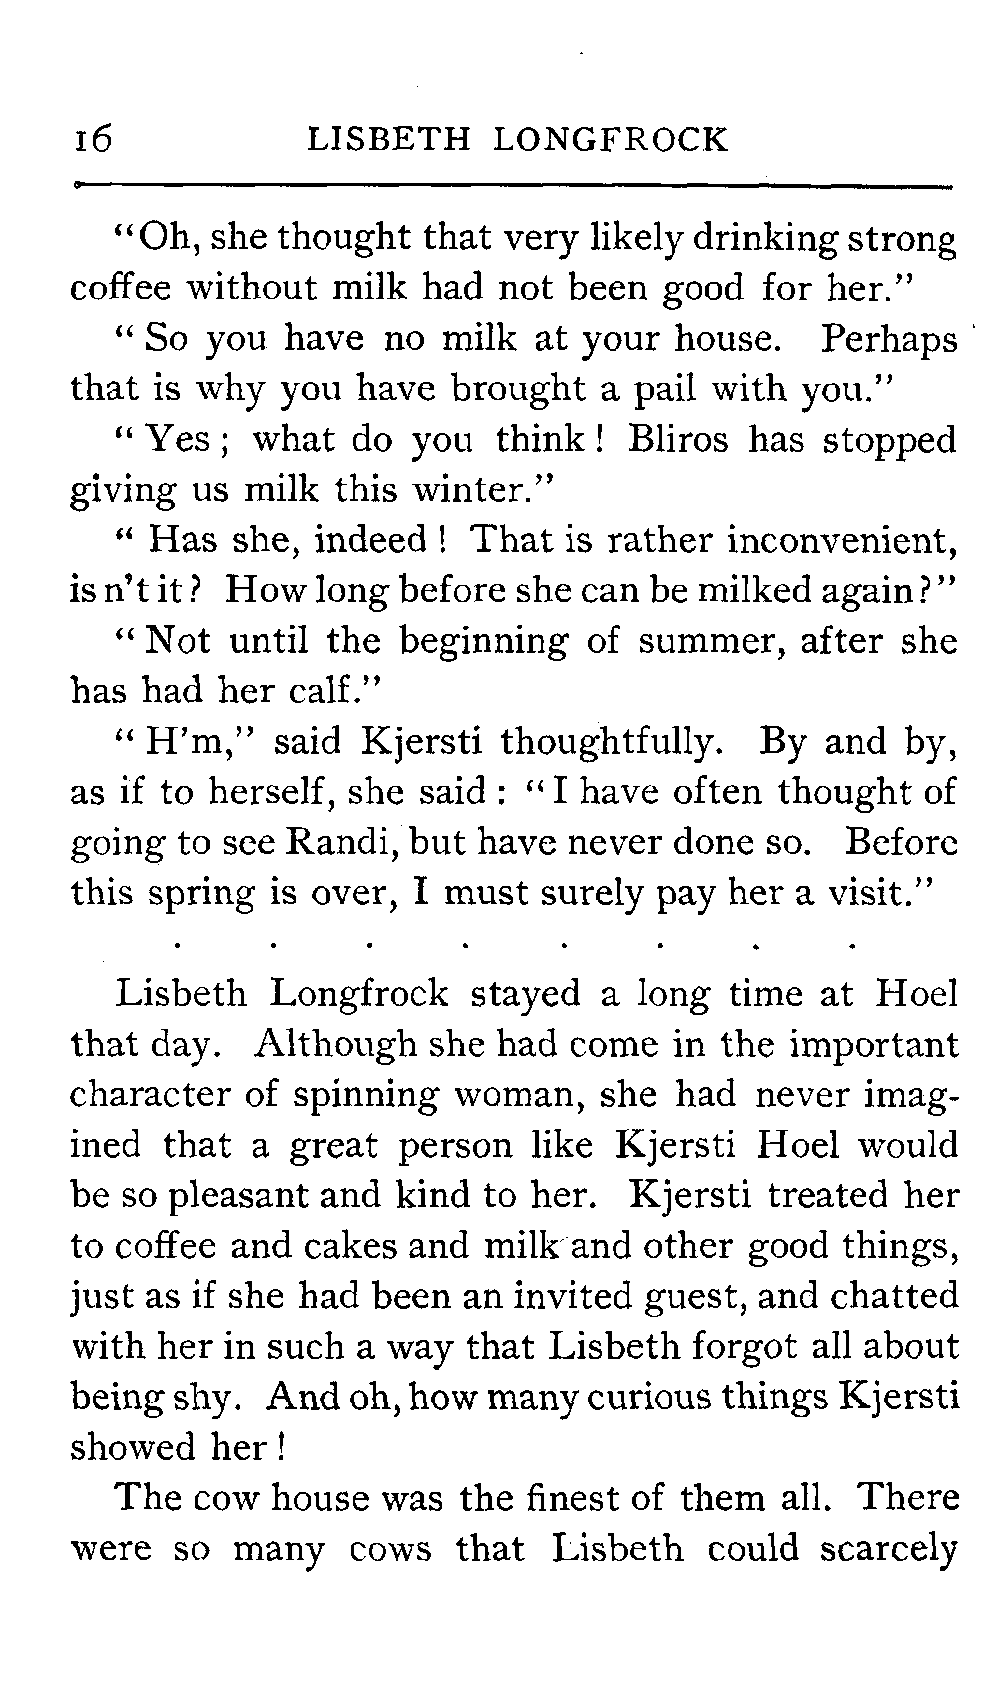 16 LISBETH LONGFROCK
"Oh, she thought that very likely drinking strong
coffee without milk had not been good for her."
"So you have no milk at your house. Perhaps
that is why you have brought a pail with you."
"Yes; what do you think! Bliros has stopped
giving us milk this winter."
"Has she, indeed! That is rather inconvenient,
is n't it? How long before she can be milked again?"
"Not until the beginning of summer, after she
has had her calf."
"H'm," said Kjersti thoughtfully. By and by,
as if to herself, she said: "I have often thought of
going to see Randi, but have never done so. Before
this spring is over, I must surely pay her a visit."
. . . . . . . .
Lisbeth Longfrock stayed a long time at Hoel
that day. Although she had come in the important
character of spinning woman, she had never imag-
ined that a great person like Kjersti Hoel would
be so pleasant and kind to her. Kjersti treated her
to coffee and cakes and milk and other good things,
just as if she had been an invited guest, and chatted
with her in such a way that Lisbeth forgot all about
being shy. And oh, how many curious things Kjersti
showed her!
The cow house was the finest of them all. There
were so many cows that Lisbeth could scarcely